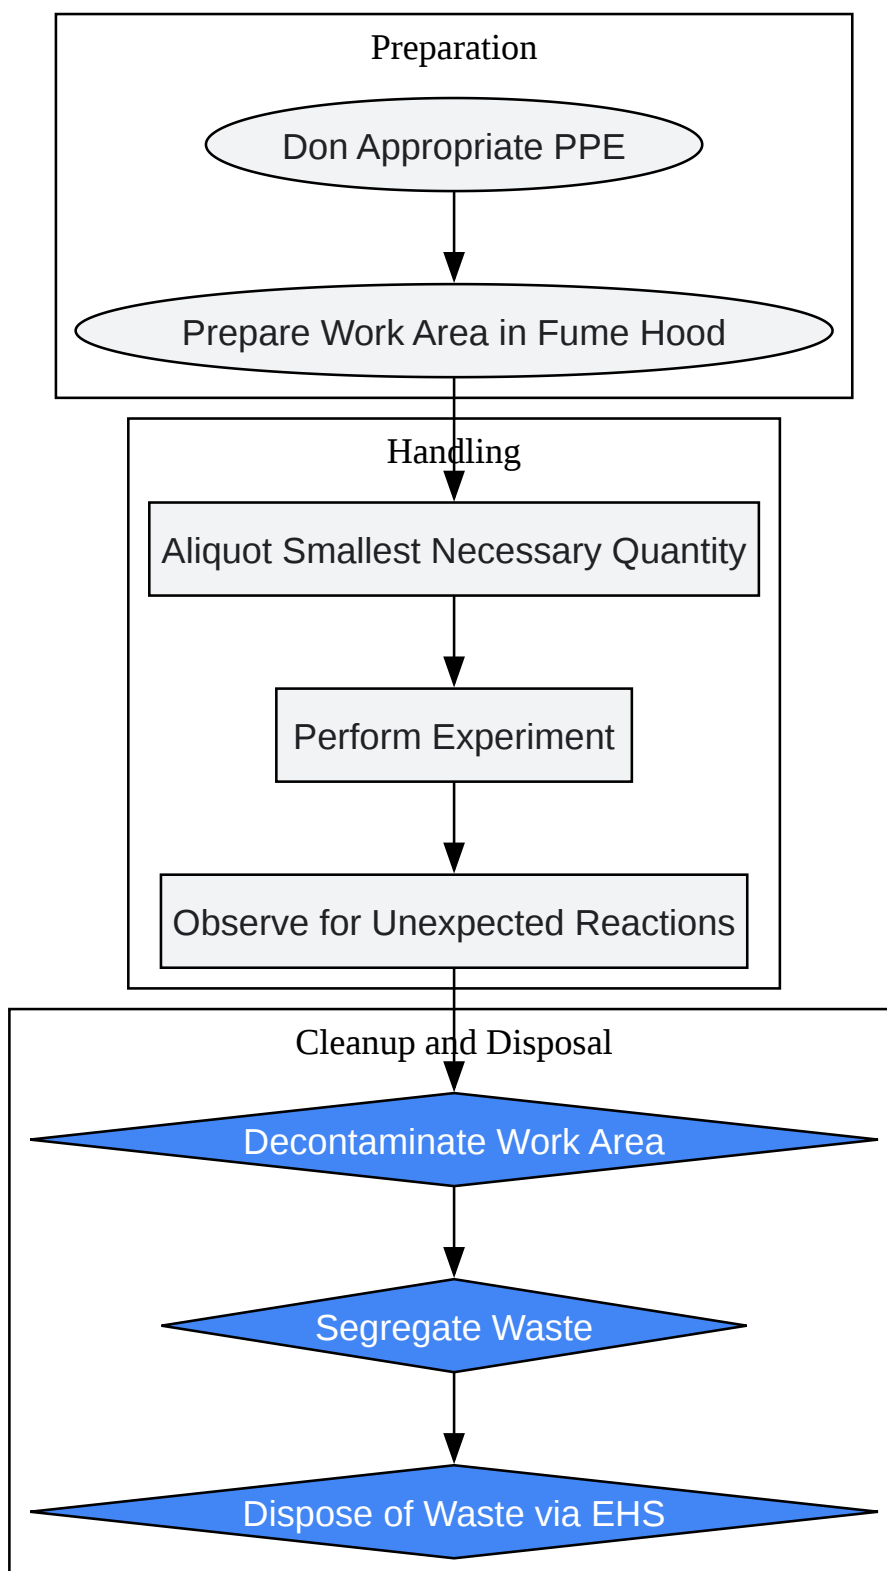 Preparation
Don Appropriate PPE
Prepare Work Area in Fume Hood
Handling
Aliquot Smallest Necessary Quantity
Perform Experiment
Observe for Unexpected Reactions
Cleanup and Disposal
Decontaminate Work Area
Segregate Waste
Dispose of Waste via EHS